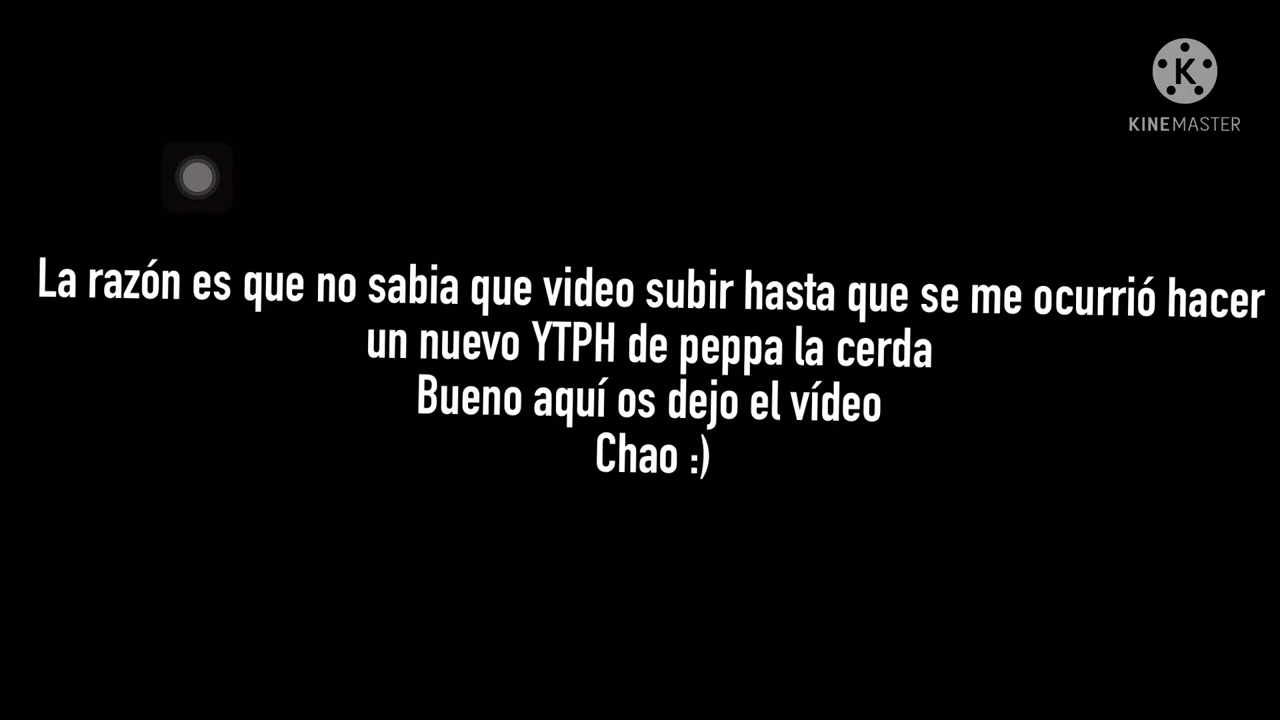 K
KINEMASTER
La razón es que no sabia que video subir hasta que se me ocurrió hacer
un nuevo YTPH de peppa la cerda
Bueno aquí os dejo el vídeo
Chao :)